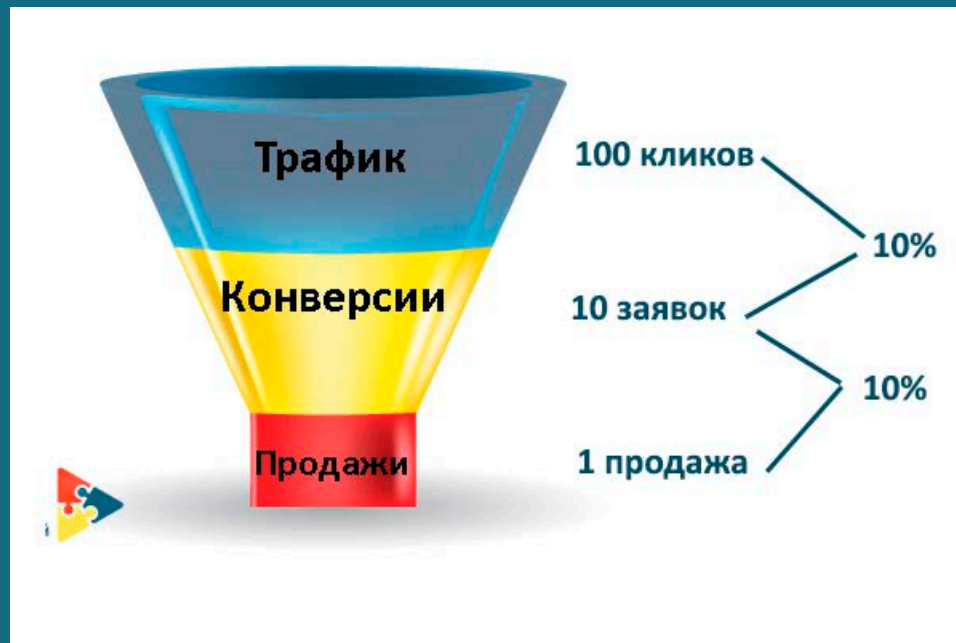 Трафик
100 кликов
10%
Конверсии
10 заявок
10%
Продажи
1 продажа